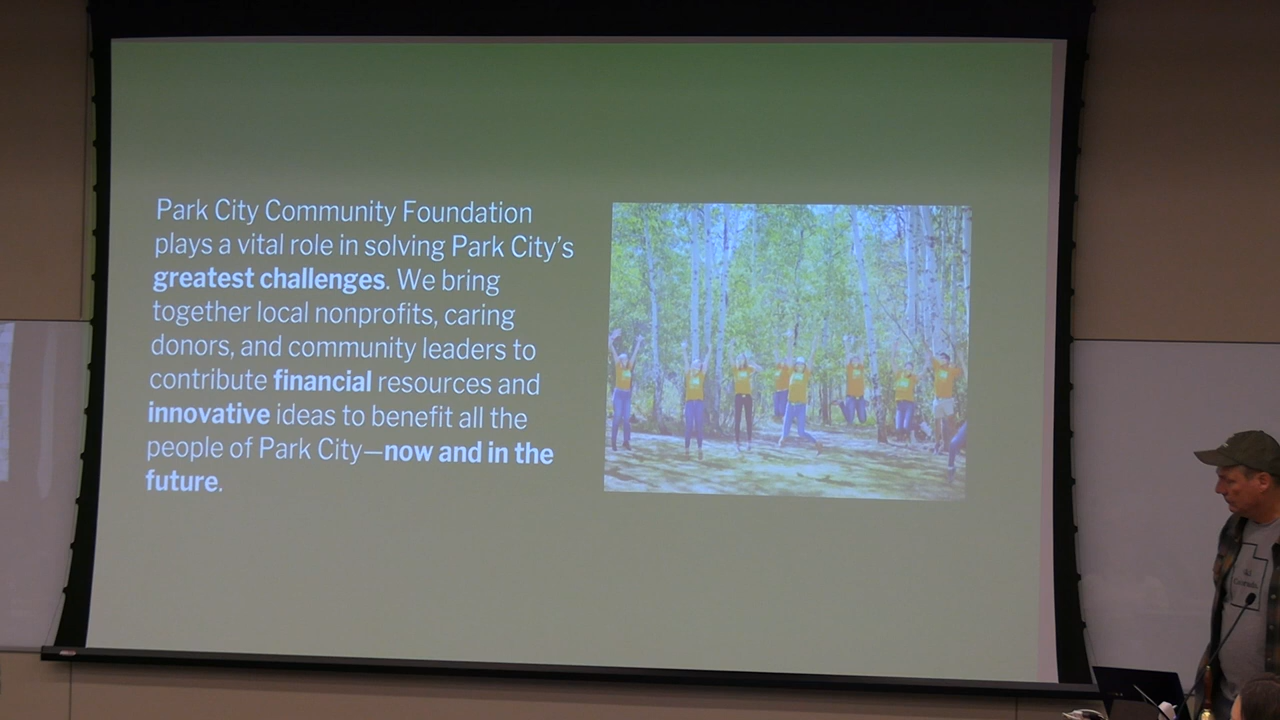 Park City Community Foundation
plays a vital role in solving Park City’s
greatest challenges. We bring
together local nonprofits, caring
donors, and community leaders to
contribute financial resources and
innovative ideas to benefit all the
people of Park City—now and in the
future.